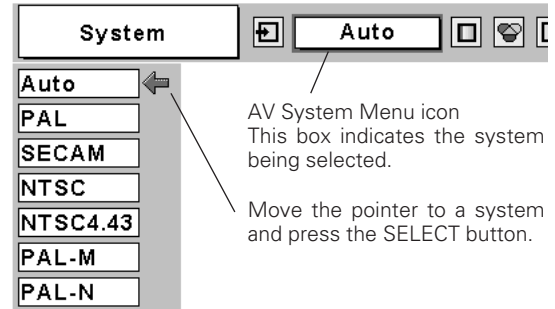 System
Auto
Auto
PAL
SECAM
NTSC
NTSC4.43
PAL-M
PAL-N
AV System Menu icon
This box indicates the system
being selected.
Move the pointer to a system
and press the SELECT button.